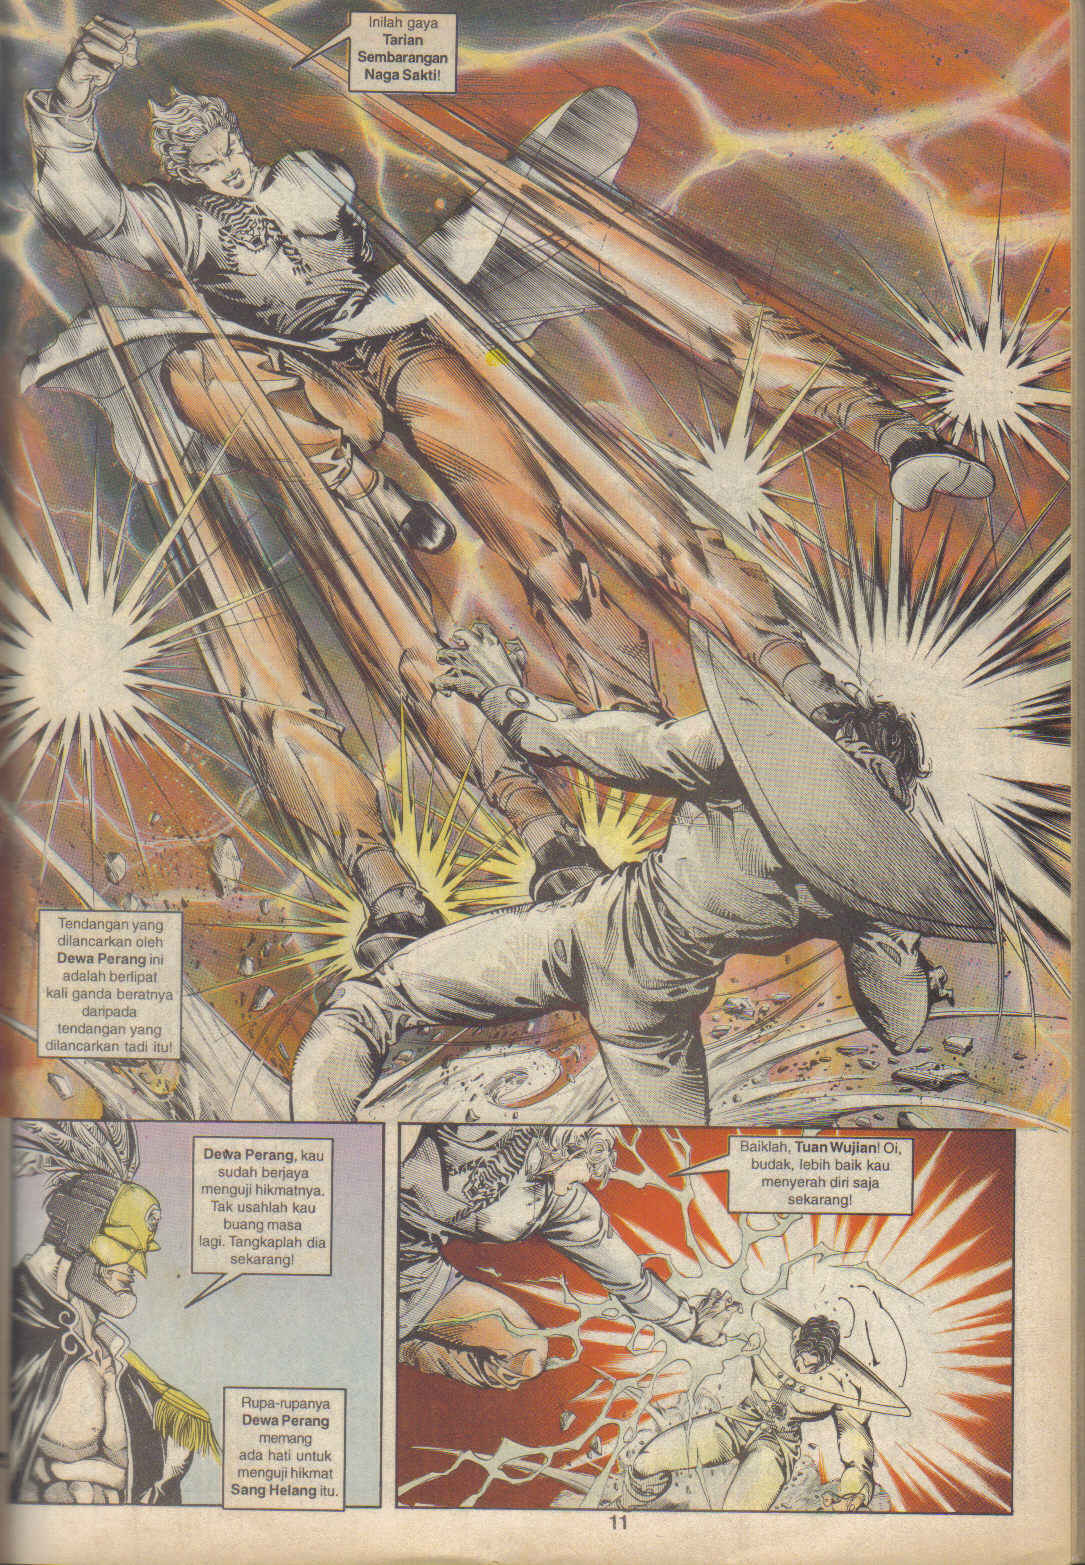 Inilah gaya
Tarian
Sembarangan
Naga Sakti!
Tendangan yang
dilancarkan oleh
Dewa Perang ini
adalah berlipat
kali ganda beratnya
daripada
tendangan yang
dilancarkan tadi itu!
Dewa Perang, kau
sudah berjaya
menguji hikmatnya.
Tak usahlah kau
buang masa
lagi. Tangkaplah dia
sekarang!
Rupa-rupanya
Dewa Perang
memang
ada hati untuk
menguji hikmat
Sang Helang itu.
Baiklah, Tuan Wujian! Oi,
budak, lebih baik kau
menyerah diri saja
sekarang!
11